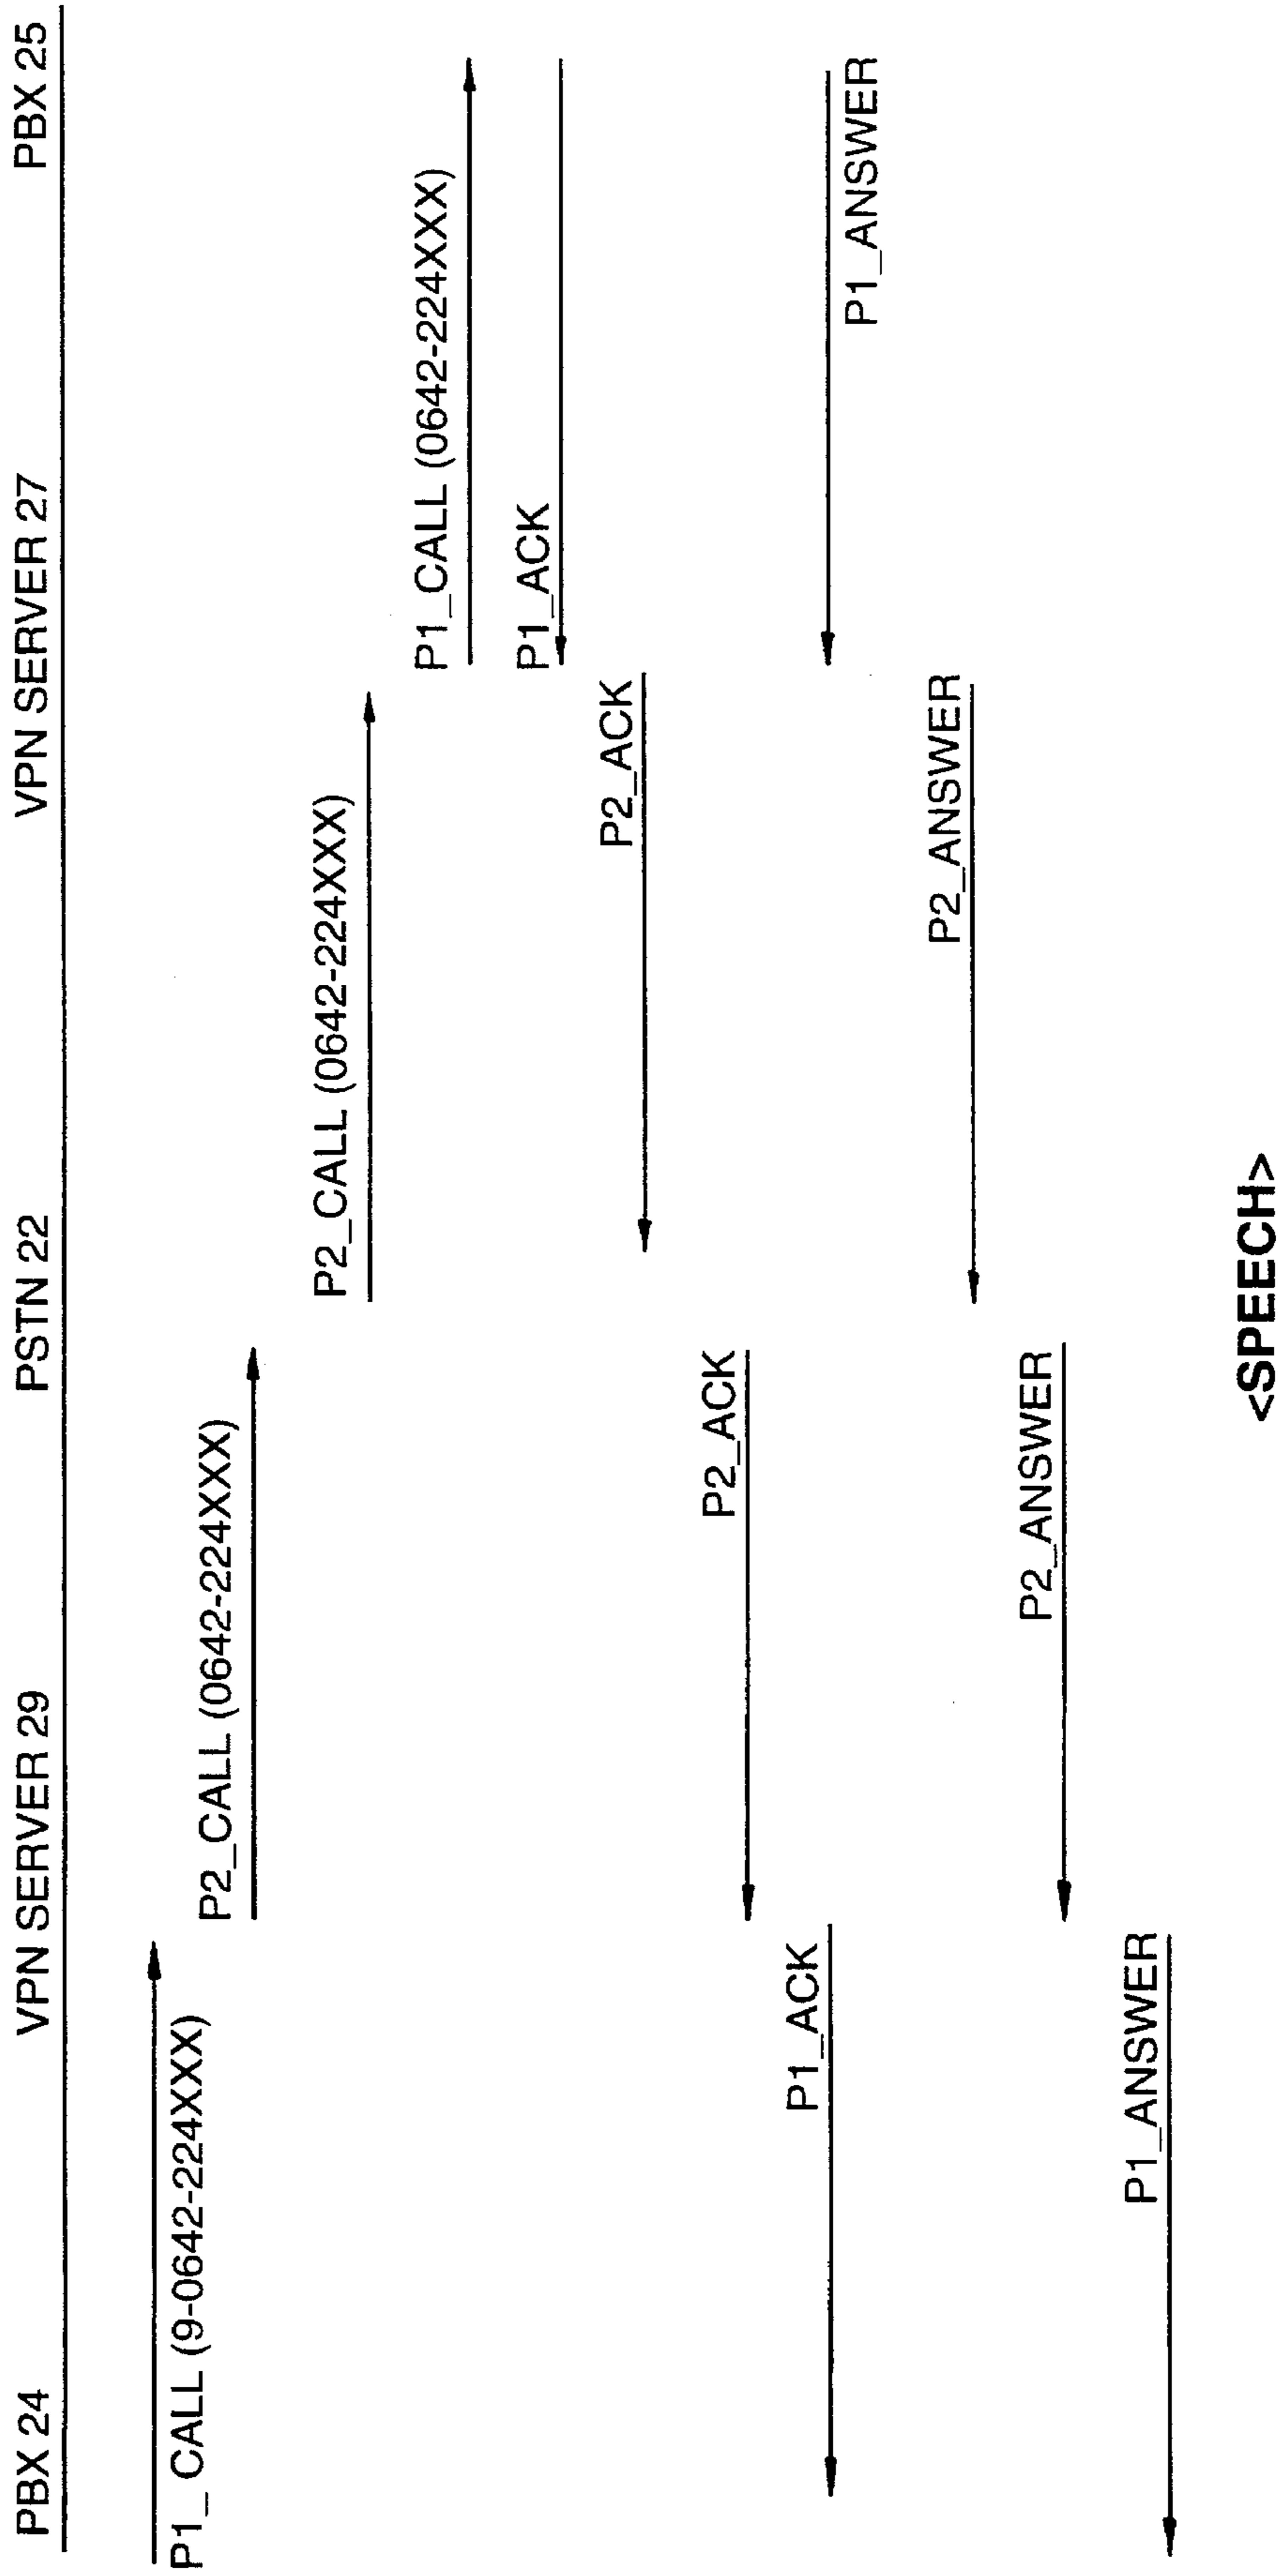 PBX 24 VPN SERVER 29 PSTN 22 VPN SERVER 27 PBX 25
P1_ CALL (9-0642-224XXX)
P2_CALL (0642-224XXX)
P2_CALL (0642-224XXX)
P1_CALL (0642-224XXX)
P1_ACK
P2_ACK
P2_ACK
P1_ACK
P1_ANSWER
P2_ANSWER
P2_ANSWER
P1_ANSWER
<SPEECH>